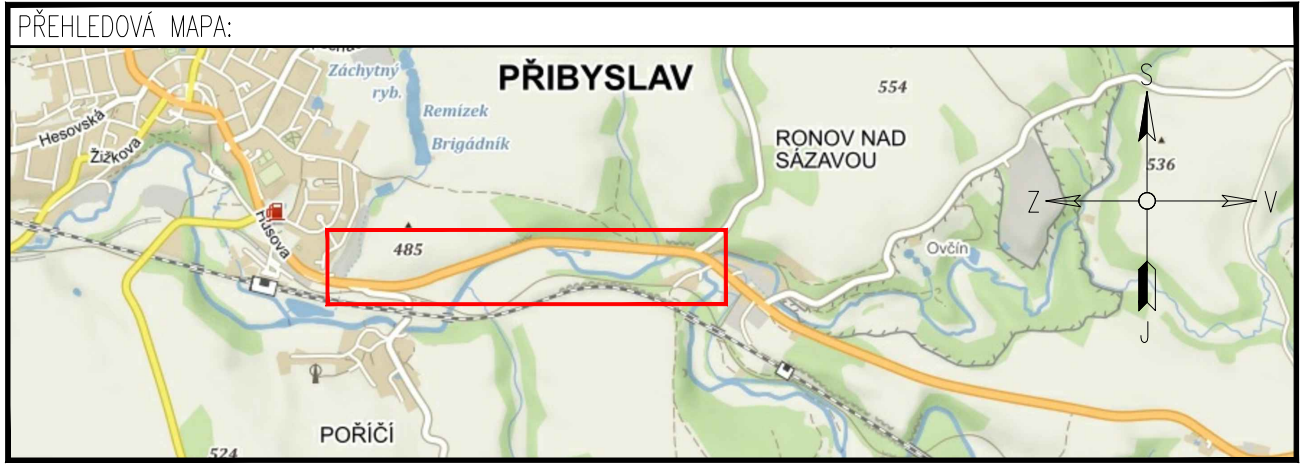 PŘEHLEDOVÁ MAPA:
Záchytný
ryb.
PŘIBYSLAV
554
S
Remízek
Hesovská
Brigádník
RONOV NAD
SÁZAVOU
Žižkova
536
Z
V
Husova
485
Ovčín
J
POŘÍČÍ
524